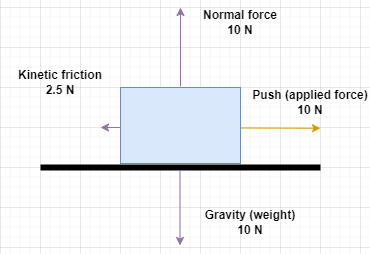 Normal force
10 N
Kinetic friction
2.5 N
Push (applied force)
10 N
Gravity (weight)
10 N